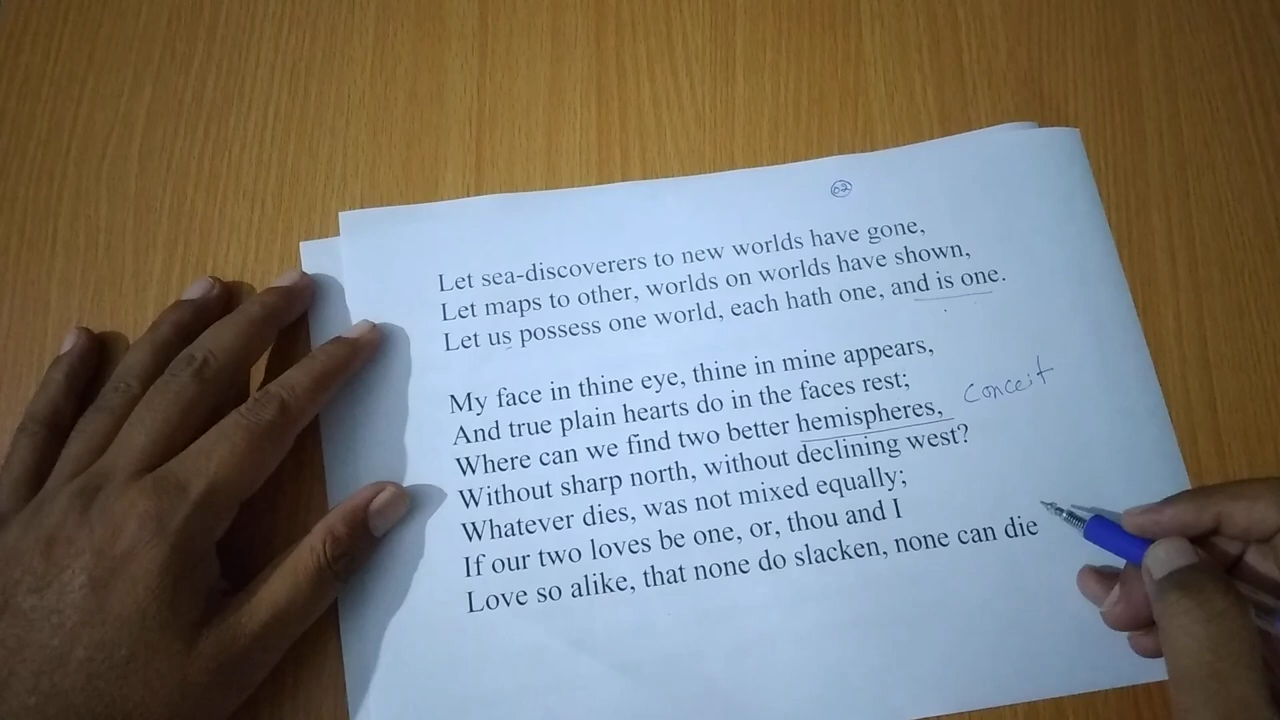 02
Let sea-discoverers to new worlds have gone,
Let maps to other, worlds on worlds have shown,
Let us possess one world, each hath one, and is one.
My face in thine eye, thine in mine appears,
And true plain hearts do in the faces rest;
Where can we find two better hemispheres, Conceit
Without sharp north, without declining west?
Whatever dies, was not mixed equally;
If our two loves be one, or, thou and I
Love so alike, that none do slacken, none can die